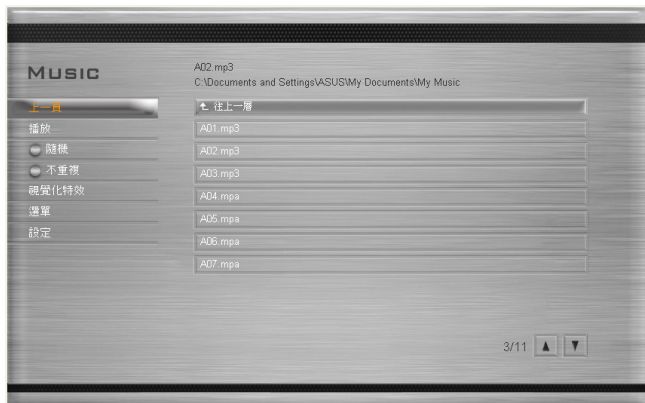 MUSIC
A02.mp3
C:\Documents and Settings\ASUS\My Documents\My Music
上一頁
播放
隨機
不重複
視覺化特效
選單
設定
往上一層
A01.mp3
A02.mp3
A03.mp3
A04.mpa
A05.mpa
A06.mpa
A07.mpa
3/11